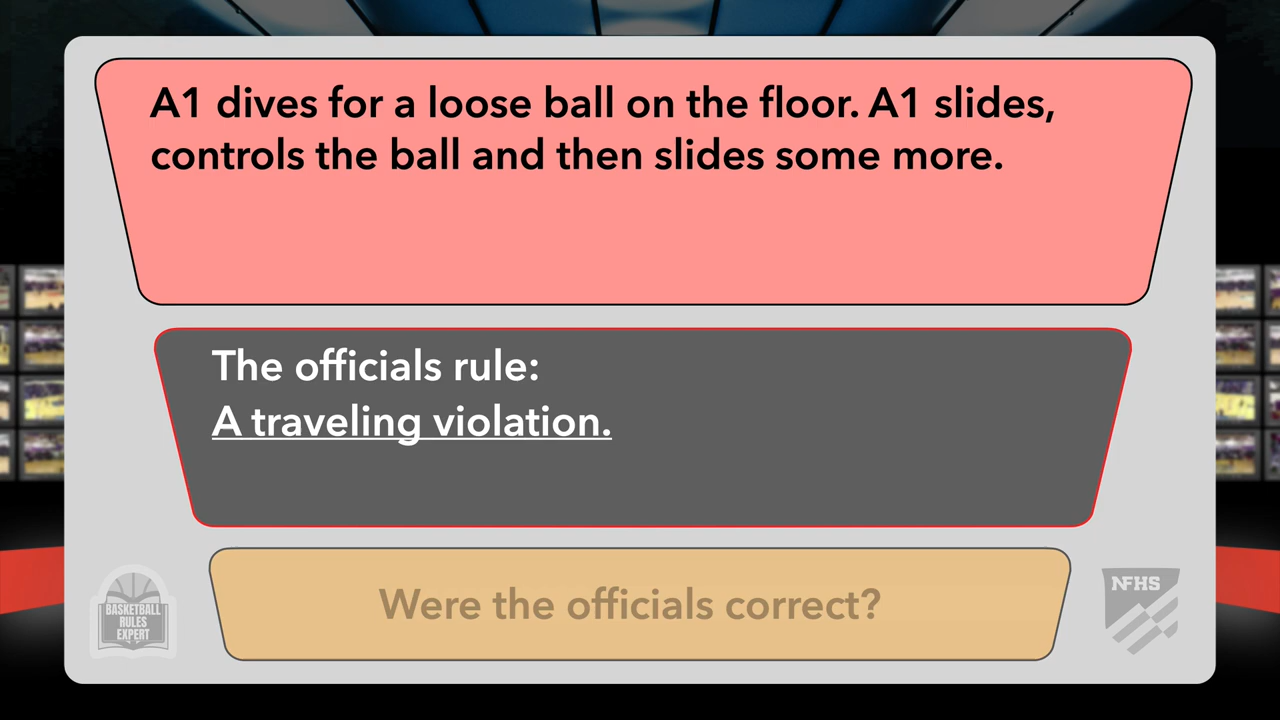 A1 dives for a loose ball on the floor. A1 slides,
controls the ball and then slides some more.
The officials rule:
A traveling violation.
Were the officials correct?
BASKETBALL
RULES
EXPERT
NFHS